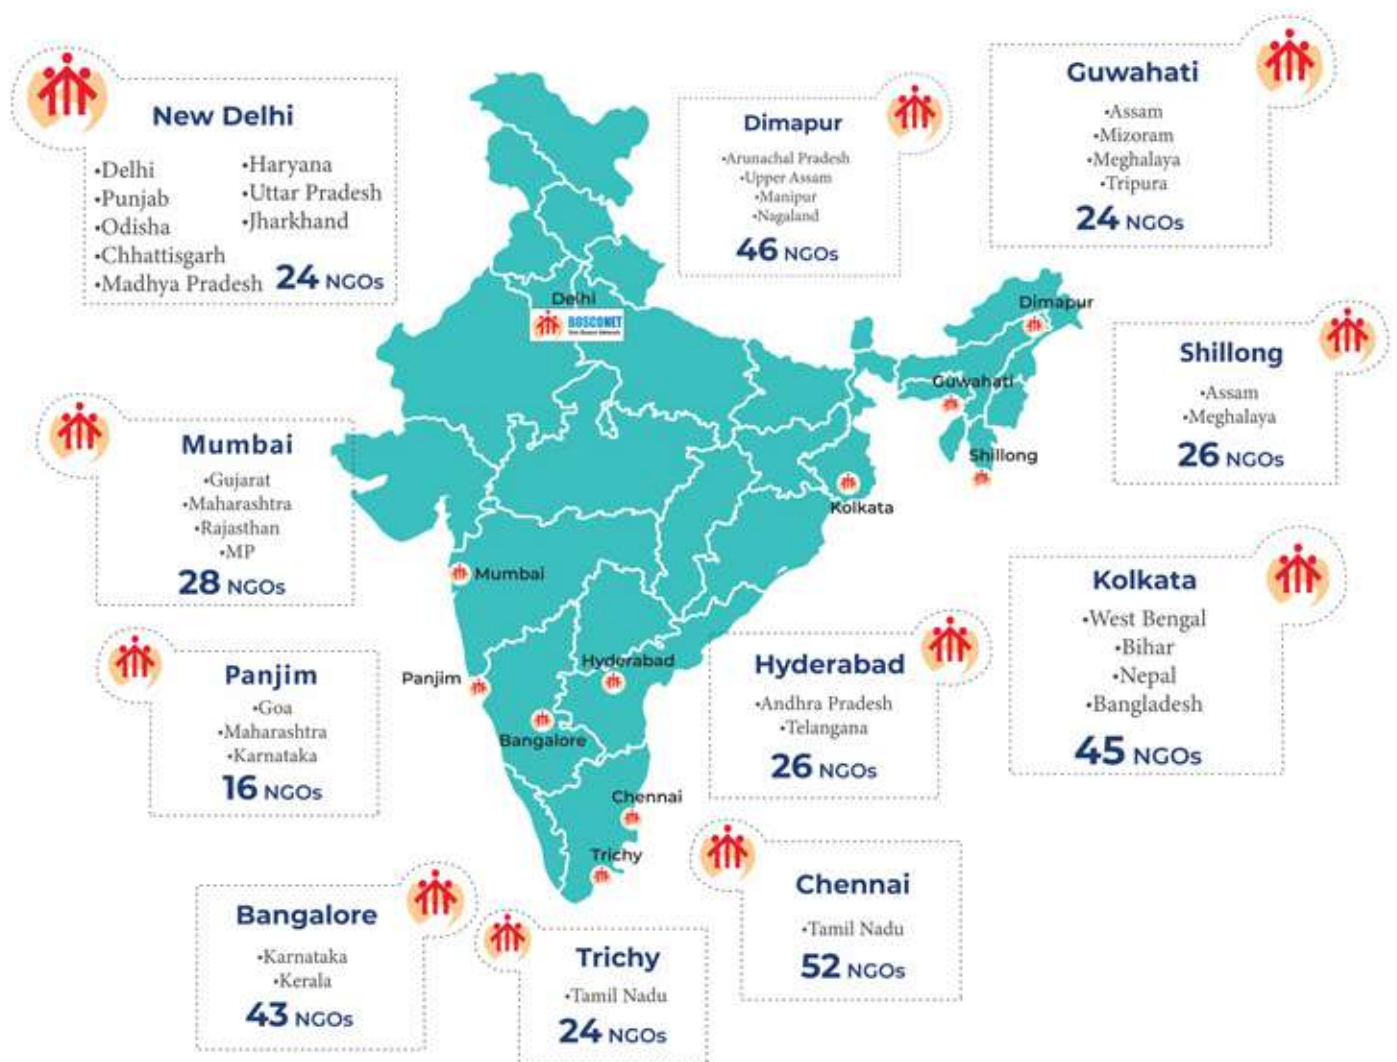 New Delhi
•Delhi
•Punjab
•Odisha
•Chhattisgarh
•Madhya Pradesh
•Haryana
•Uttar Pradesh
•Jharkhand
24 NGOs
Dimapur
•Arunachal Pradesh
•Upper Assam
•Manipur
•Nagaland
46 NGOs
Guwahati
•Assam
•Mizoram
•Meghalaya
•Tripura
24 NGOs
Delhi
BOSCONET
Dimapur
Guwahati
Shillong
Kolkata
Mumbai
Panjim
Hyderabad
Bangalore
Chennai
Trichy
Shillong
•Assam
•Meghalaya
26 NGOs
Mumbai
•Gujarat
•Maharashtra
•Rajasthan
•MP
28 NGOs
Kolkata
•West Bengal
•Bihar
•Nepal
•Bangladesh
45 NGOs
Panjim
•Goa
•Maharashtra
•Karnataka
16 NGOs
Hyderabad
•Andhra Pradesh
•Telangana
26 NGOs
Bangalore
•Karnataka
•Kerala
43 NGOs
Trichy
•Tamil Nadu
24 NGOs
Chennai
•Tamil Nadu
52 NGOs